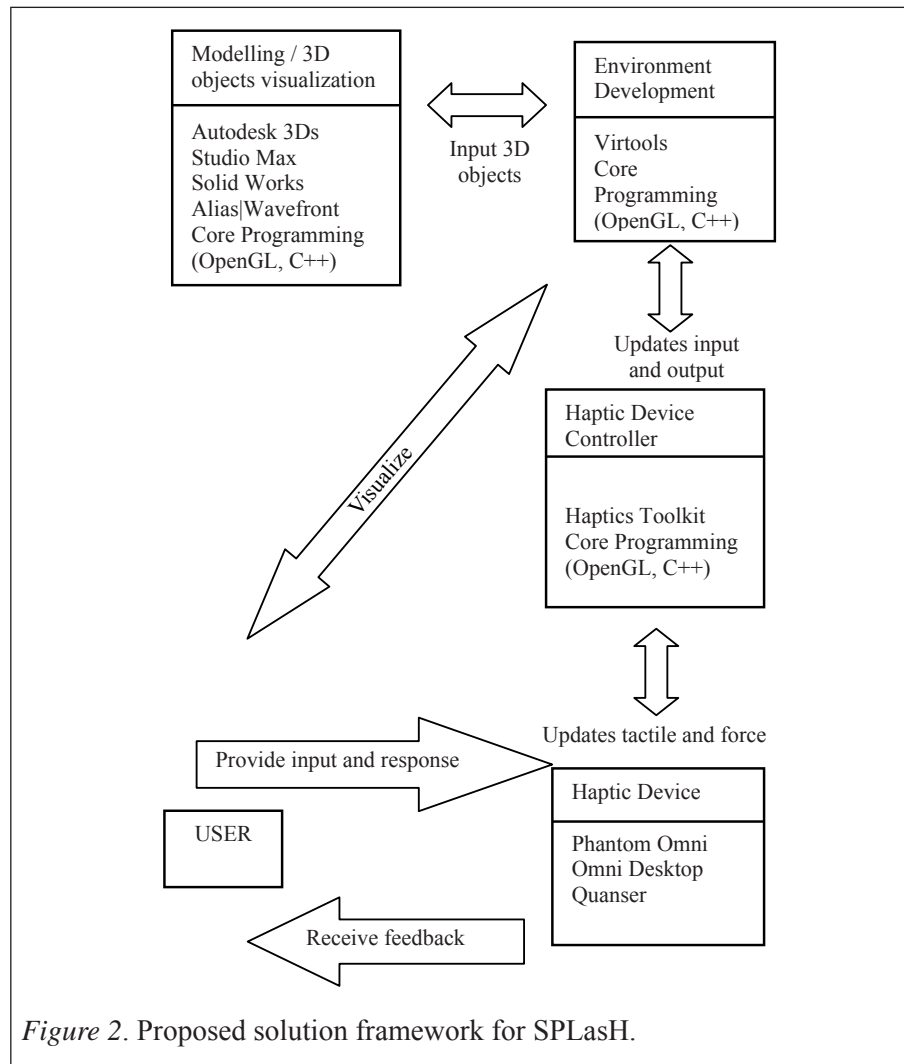 Modelling / 3D
objects visualization
Autodesk 3Ds
Studio Max
Solid Works
Alias|Wavefront
Core Programming
(OpenGL, C++)
Input 3D
objects
Environment
Development
Virtools
Core
Programming
(OpenGL, C++)
Updates input
and output
Haptic Device
Controller
Haptics Toolkit
Core Programming
(OpenGL, C++)
Visualize
Updates tactile and force
Provide input and response
Haptic Device
Phantom Omni
Omni Desktop
Quanser
USER
Receive feedback
Figure 2. Proposed solution framework for SPLasH.